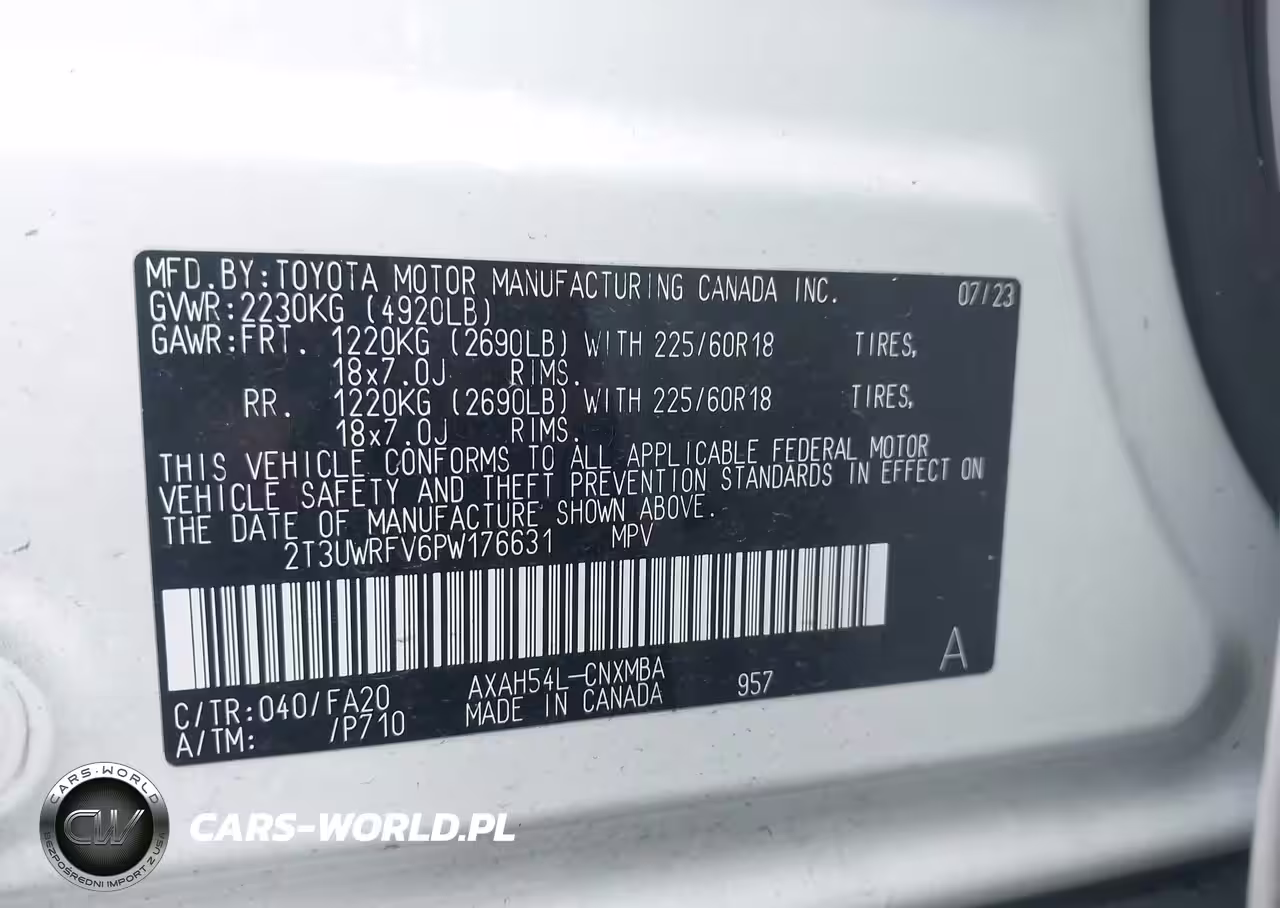 MFD.BY:TOYOTA MOTOR MANUFACTURING CANADA INC. 07/23
GVWR:2230KG (4920LB)
GAWR:FRT. 1220KG (2690LB) WITH 225/60R18 TIRES,
18x7.0J RIMS.
RR. 1220KG (2690LB) WITH 225/60R18 TIRES,
18x7.0J RIMS.
THIS VEHICLE CONFORMS TO ALL APPLICABLE FEDERAL MOTOR
VEHICLE SAFETY AND THEFT PREVENTION STANDARDS IN EFFECT ON
THE DATE OF MANUFACTURE SHOWN ABOVE.
2T3UWRFV6PW176631 MPV
A
C/TR:040/FA20 AXAH54L-CNXMBA 957
A/TM: /P710 MADE IN CANADA
CARS-WORLD
CW
BEZPOŚREDNI IMPORT Z USA
CARS-WORLD.PL